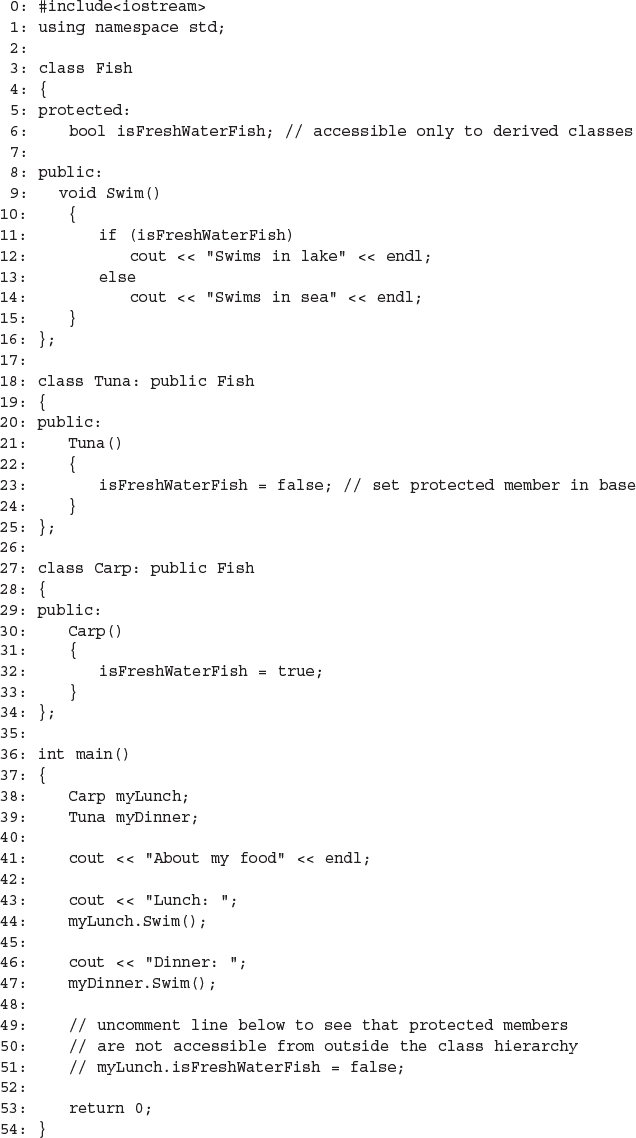 0: #include<iostream>
1: using namespace std;
2:
3: class Fish
4: {
5: protected:
6:    bool isFreshWaterFish; // accessible only to derived classes
7:
8: public:
9:   void Swim()
10:    {
11:       if (isFreshWaterFish)
12:          cout << "Swims in lake" << endl;
13:       else
14:          cout << "Swims in sea" << endl;
15:    }
16: };
17:
18: class Tuna: public Fish
19: {
20: public:
21:    Tuna()
22:    {
23:       isFreshWaterFish = false; // set protected member in base
24:    }
25: };
26:
27: class Carp: public Fish
28: {
29: public:
30:    Carp()
31:    {
32:       isFreshWaterFish = true;
33:    }
34: };
35:
36: int main()
37: {
38:    Carp myLunch;
39:    Tuna myDinner;
40:
41:    cout << "About my food" << endl;
42:
43:    cout << "Lunch: ";
44:    myLunch.Swim();
45:
46:    cout << "Dinner: ";
47:    myDinner.Swim();
48:
49:    // uncomment line below to see that protected members
50:    // are not accessible from outside the class hierarchy
51:    // myLunch.isFreshWaterFish = false;
52:
53:    return 0;
54: }